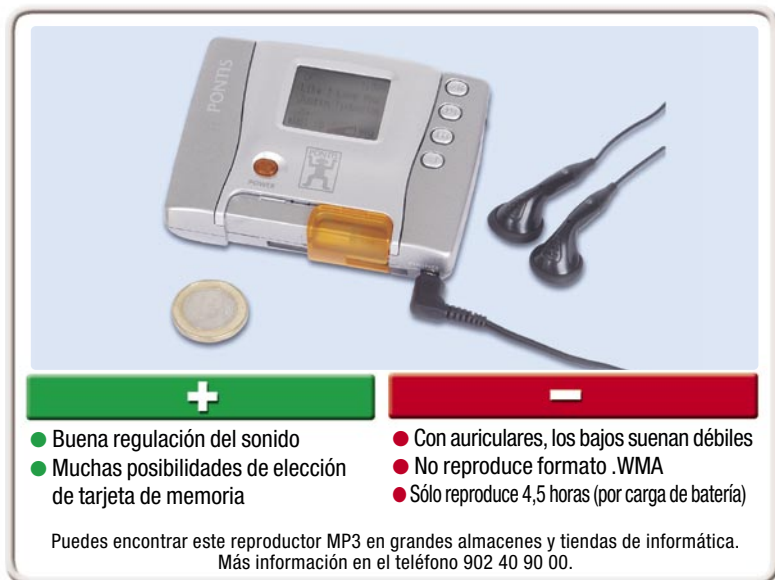 PONTIS
PONTIS
POWER
+
-
Buena regulación del sonido
Muchas posibilidades de elección
de tarjeta de memoria
Con auriculares, los bajos suenan débiles
No reproduce formato .WMA
Sólo reproduce 4,5 horas (por carga de batería)
Puedes encontrar este reproductor MP3 en grandes almacenes y tiendas de informática.
Más información en el teléfono 902 40 90 00.